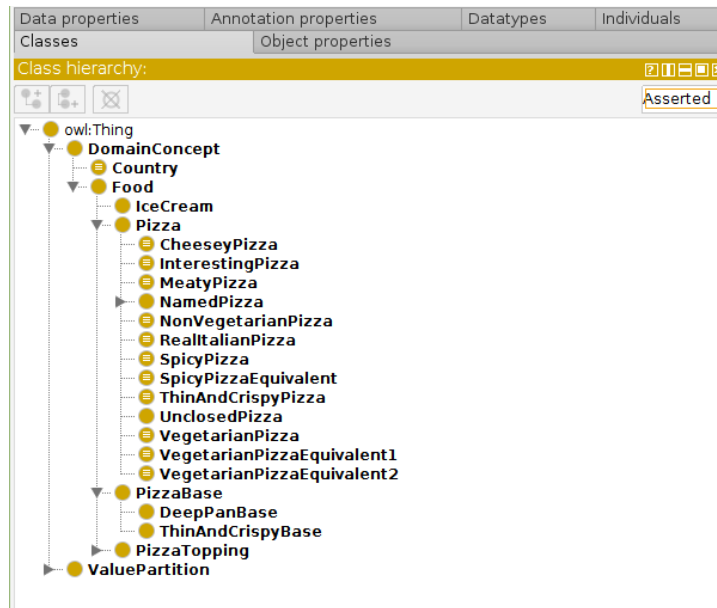 Data properties Annotation properties Datatypes Individuals
Classes Object properties
Class hierarchy:
Asserted
owl:Thing
DomainConcept
Country
Food
IceCream
Pizza
CheeseyPizza
InterestingPizza
MeatyPizza
NamedPizza
NonVegetarianPizza
RealItalianPizza
SpicyPizza
SpicyPizzaEquivalent
ThinAndCrispyPizza
UnclosedPizza
VegetarianPizza
VegetarianPizzaEquivalent1
VegetarianPizzaEquivalent2
PizzaBase
DeepPanBase
ThinAndCrispyBase
PizzaTopping
ValuePartition